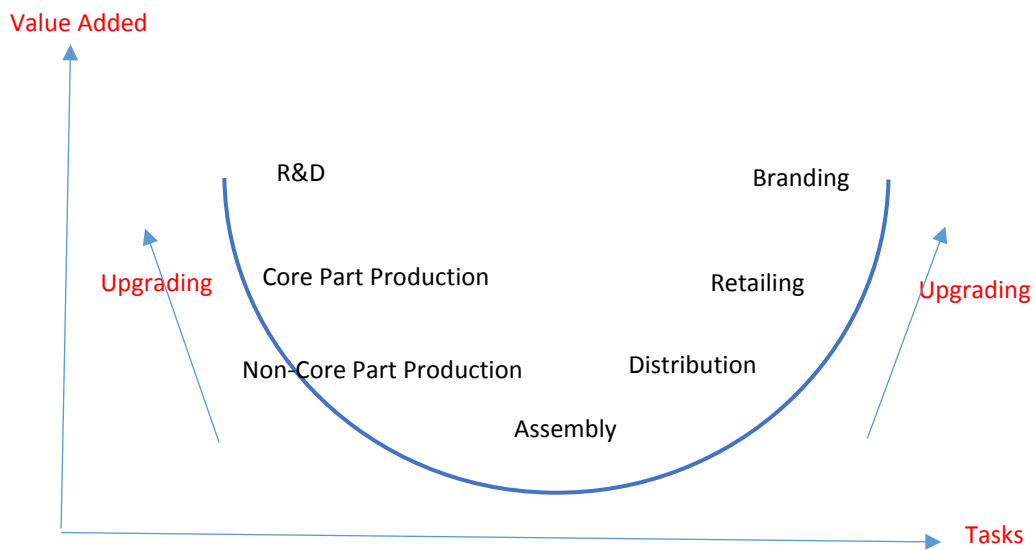 Value Added
R&D
Branding
Upgrading
Core Part Production
Retailing
Upgrading
Non-Core Part Production
Distribution
Assembly
Tasks